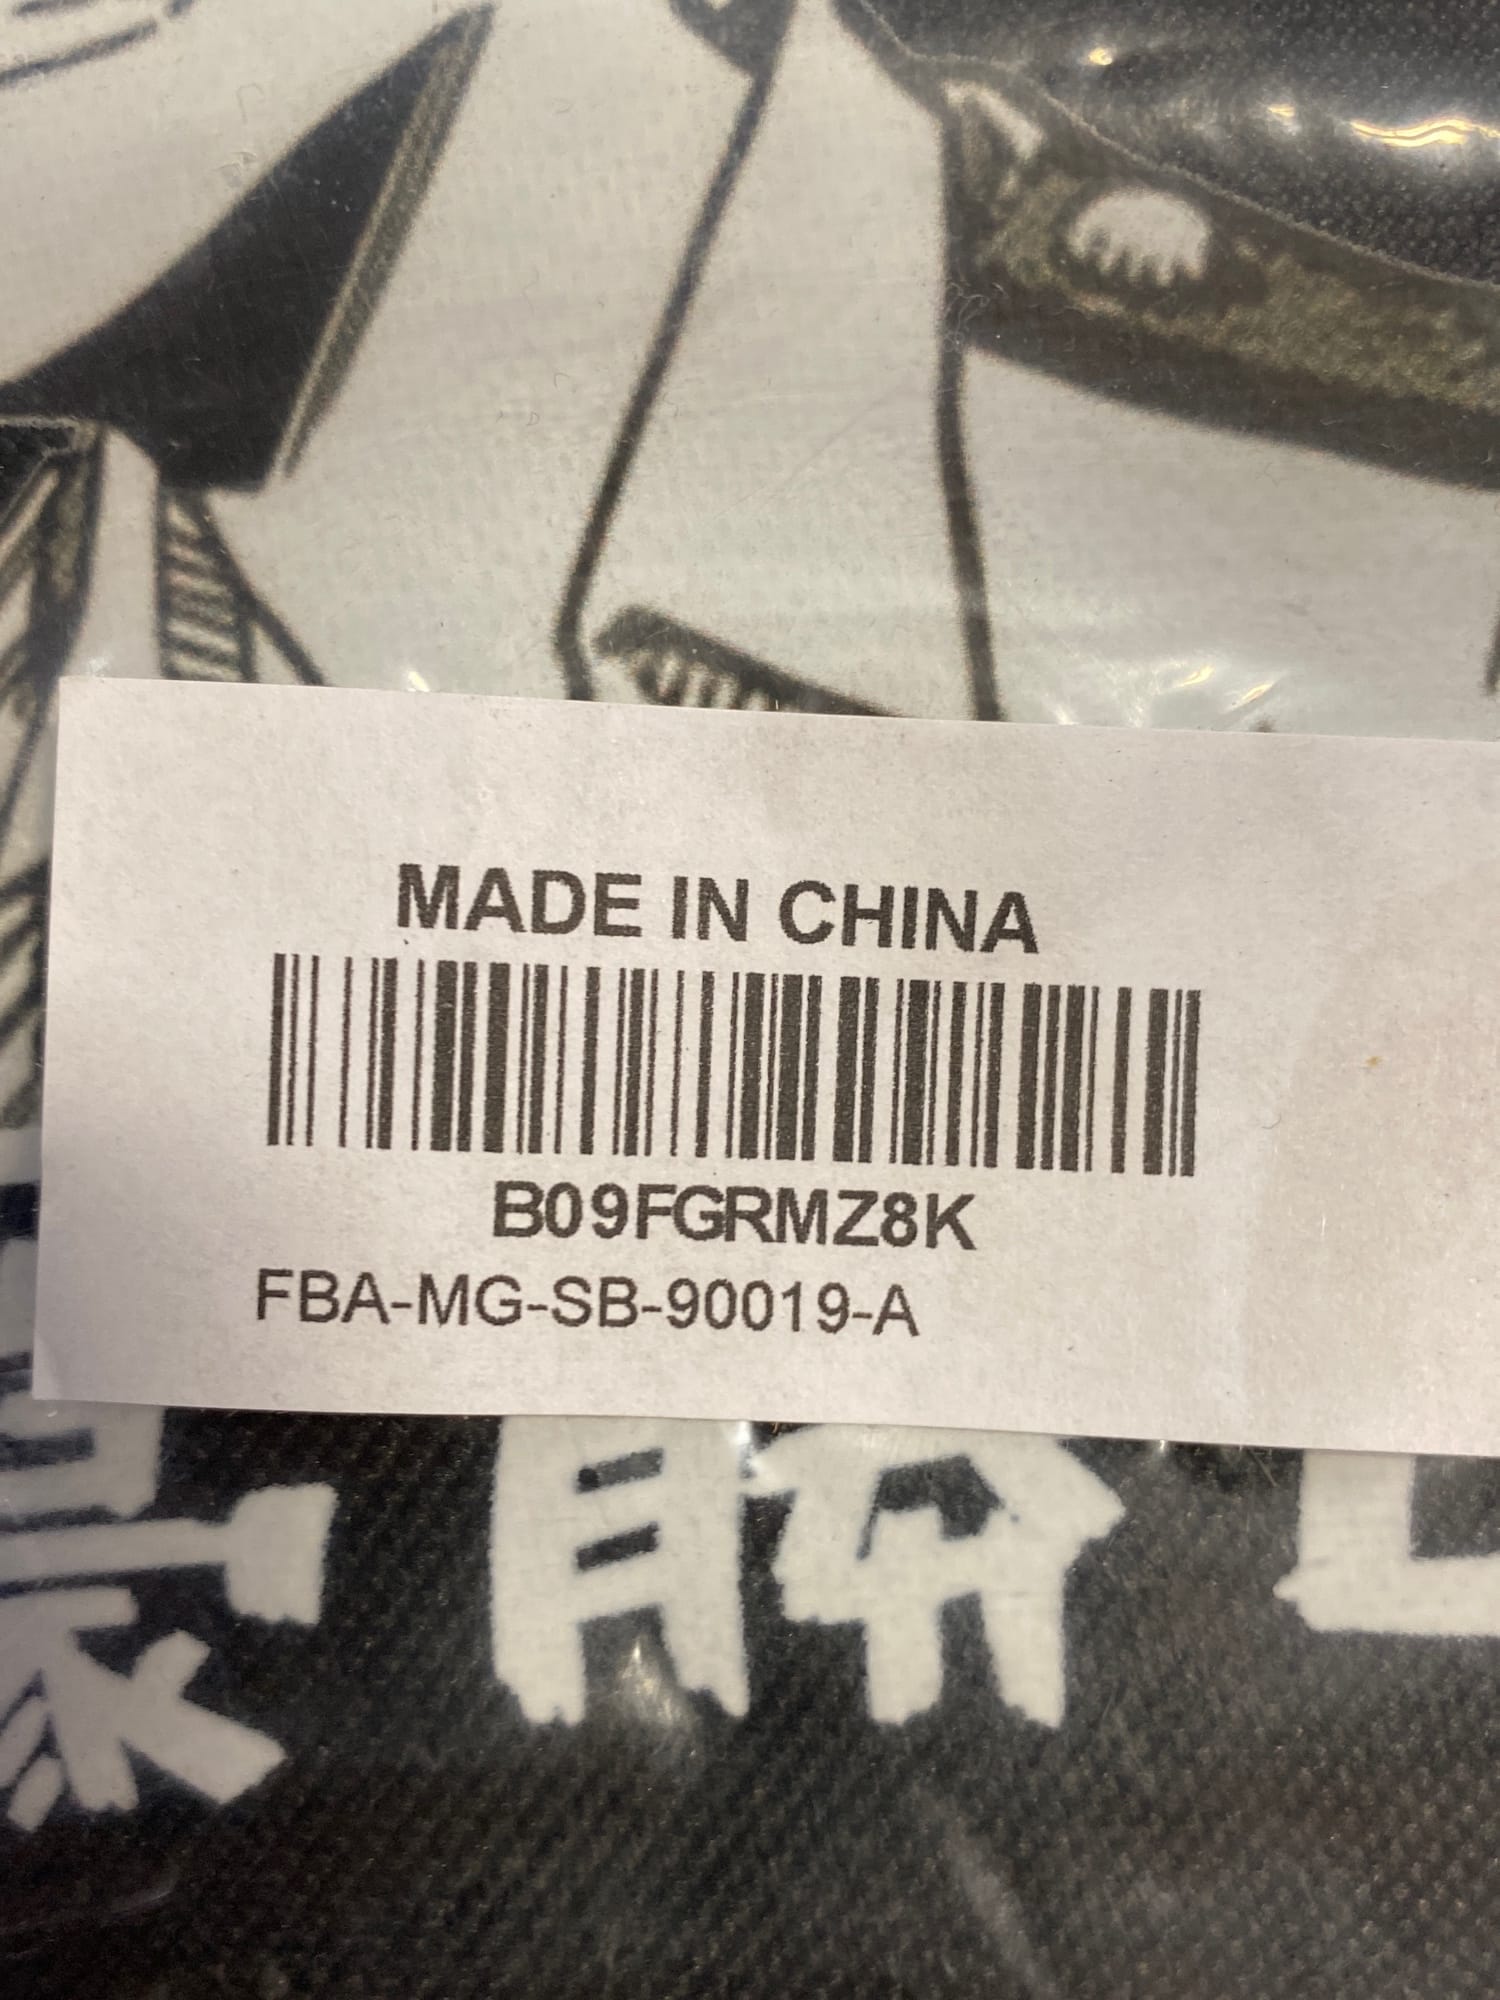 MADE IN CHINA
B09FGRMZ8K
FBA-MG-SB-90019-A